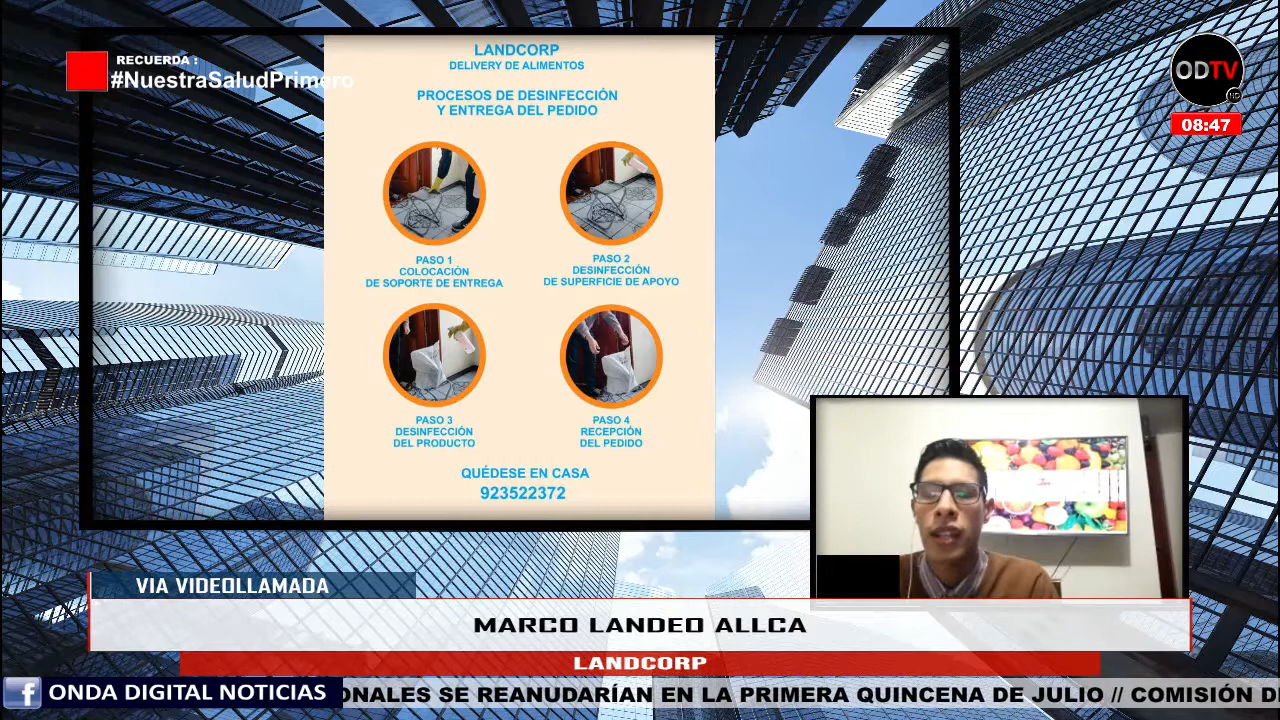 RECUERDA :
#NuestraSaludPrimero
LANDCORP
DELIVERY DE ALIMENTOS
PROCESOS DE DESINFECCIÓN
Y ENTREGA DEL PEDIDO
PASO 1
COLOCACIÓN
DE SOPORTE DE ENTREGA
PASO 2
DESINFECCIÓN
DE SUPERFICIE DE APOYO
PASO 3
DESINFECCIÓN
DEL PRODUCTO
PASO 4
RECEPCIÓN
DEL PEDIDO
QUÉDESE EN CASA
923522372
ODTV
HD
08:47
VIA VIDEOLLAMADA
MARCO LANDEO ALLCA
LANDCORP
f ONDA DIGITAL NOTICIAS
ONALES SE REANUDARÍAN EN LA PRIMERA QUINCENA DE JULIO // COMISIÓN D